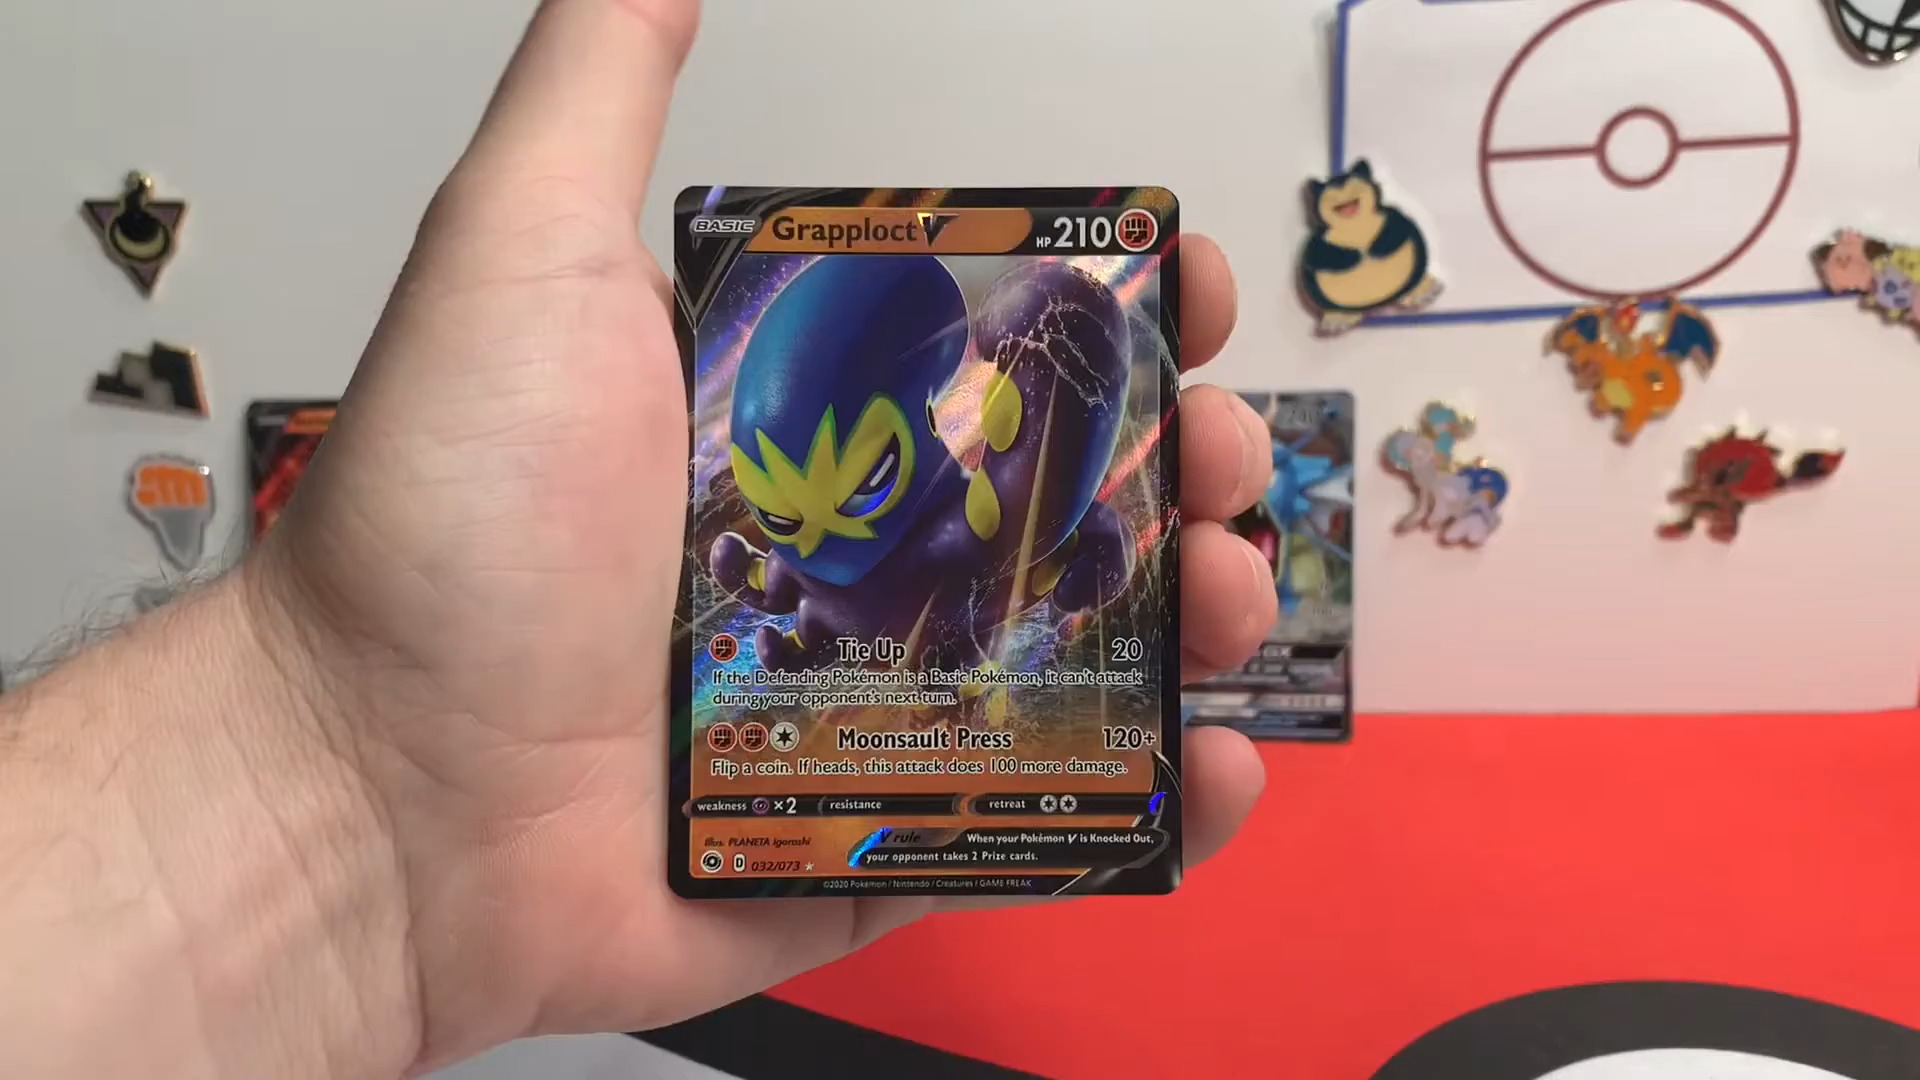 BASIC Grapploct V HP 210
Tie Up 20
If the Defending Pokémon is a Basic Pokémon, it can't attack
during your opponent's next turn.
Moonsault Press 120+
Flip a coin. If heads, this attack does 100 more damage.
weakness ×2 resistance retreat
Illus. PLANETA Igarashi
V rule When your Pokémon V is Knocked Out,
your opponent takes 2 Prize cards.
D 032/073
©2020 Pokémon / Nintendo / Creatures / GAME FREAK